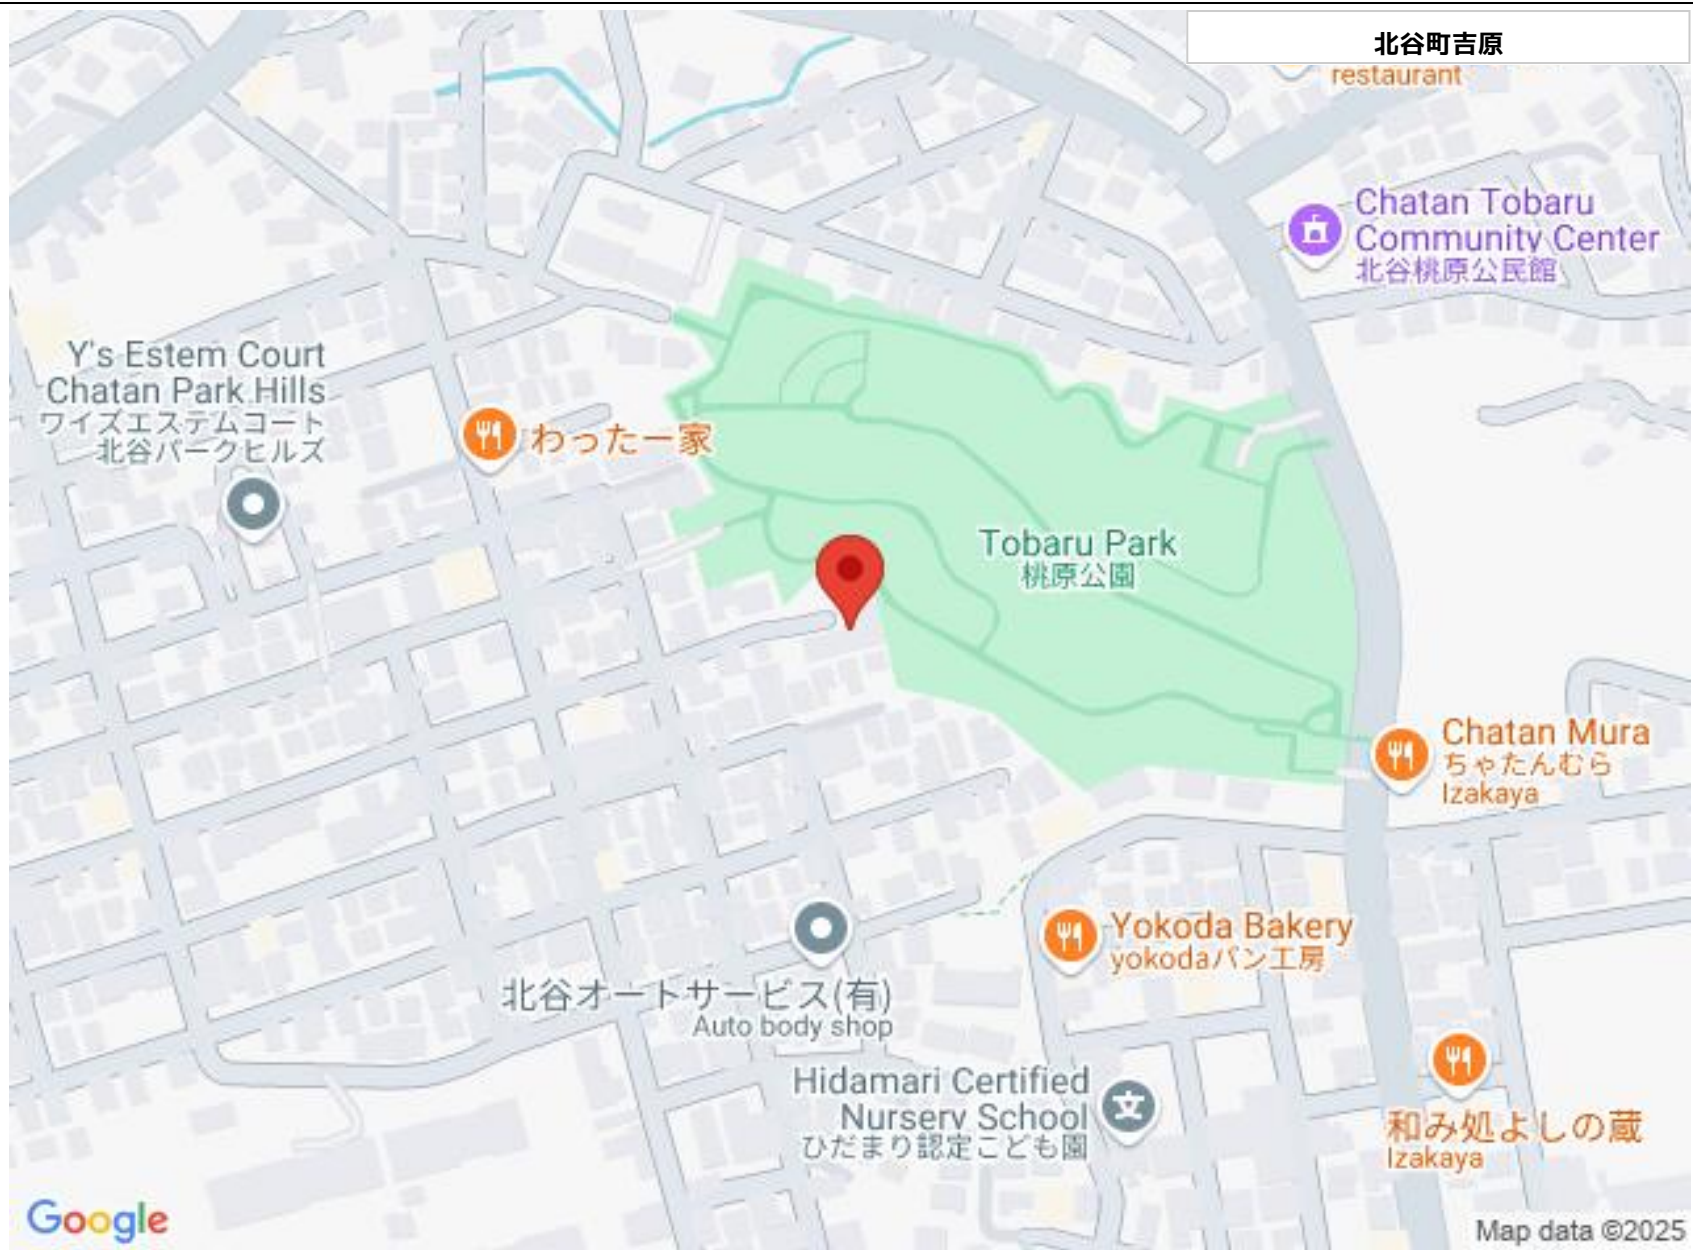 北谷町吉原
restaurant
Chatan Tobaru
Community Center
北谷桃原公民館
Y's Estem Court
Chatan Park Hills
ワイズエステムコート
北谷パークヒルズ
わったー家
Tobaru Park
桃原公園
Chatan Mura
ちゃたんむら
Izakaya
Yokoda Bakery
yokodaパン工房
北谷オートサービス(有)
Auto body shop
Hidamari Certified
Nursery School
ひだまり認定こども園
和み処よしの蔵
Izakaya
Google
Map data ©2025